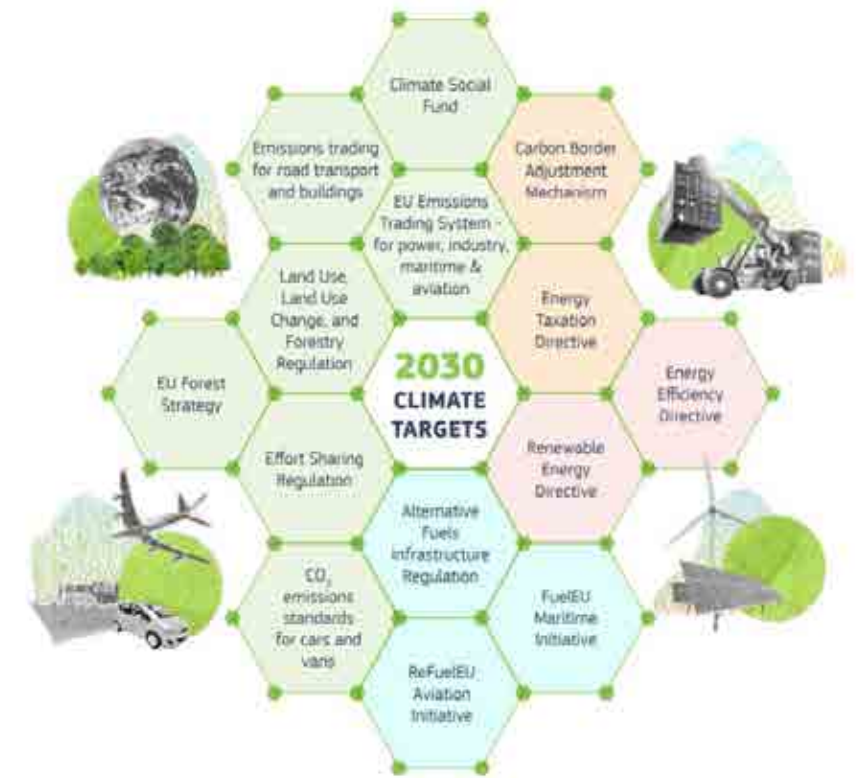 Climate Social
Fund
Emissions trading
for road transport
and buildings
Carbon Border
Adjustment
Mechanism
EU Emissions
Trading System -
for power, industry,
maritime &
aviation
Land Use,
Land Use
Change, and
Forestry
Regulation
Energy
Taxation
Directive
EU Forest
Strategy
2030
CLIMATE
TARGETS
Energy
Efficiency
Directive
Effort Sharing
Regulation
Renewable
Energy
Directive
Alternative
Fuels
Infrastructure
Regulation
CO₂
emissions
standards
for cars and
vans
FuelEU
Maritime
Initiative
ReFuelEU
Aviation
Initiative